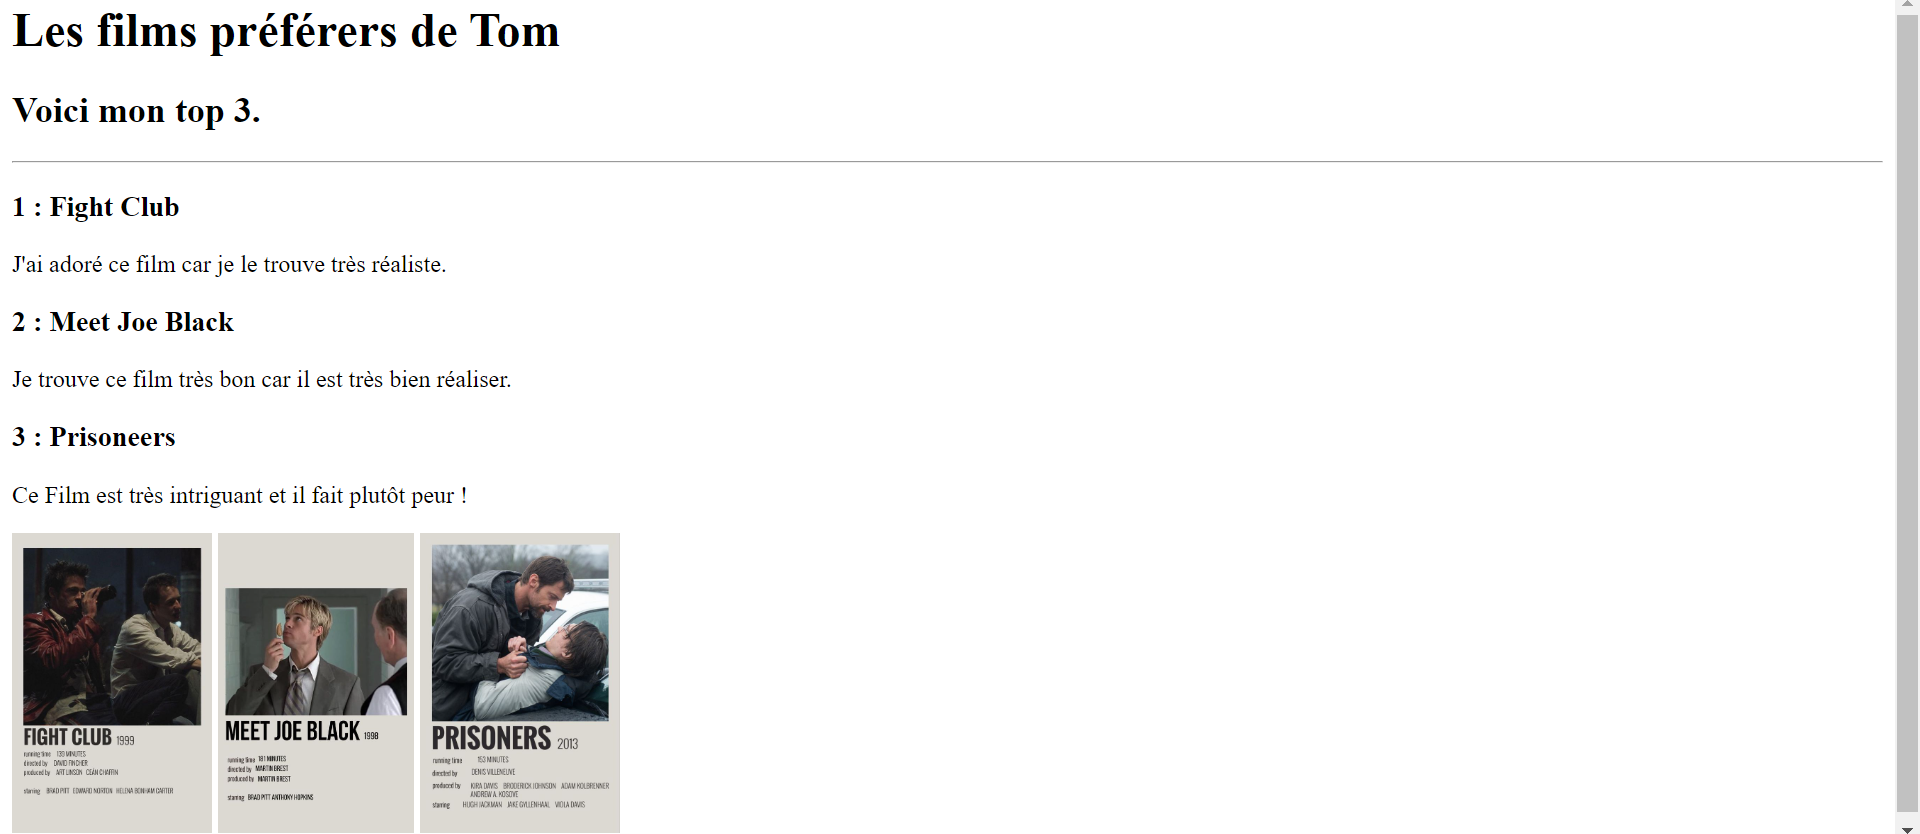 Les films préférers de Tom
Voici mon top 3.
1 : Fight Club
J'ai adoré ce film car je le trouve très réaliste.
2 : Meet Joe Black
Je trouve ce film très bon car il est très bien réaliser.
3 : Prisoneers
Ce Film est très intriguant et il fait plutôt peur !
FIGHT CLUB 1999
running time 139 MINUTES
directed by DAVID FINCHER
produced by ART LINSON CEÁN CHAFFIN
starring BRAD PITT EDWARD NORTON HELENA BONHAM CARTER
MEET JOE BLACK 1998
running time 181 MINUTES
directed by MARTIN BREST
produced by MARTIN BREST
starring BRAD PITT ANTHONY HOPKINS
PRISONERS 2013
running time 153 MINUTES
directed by DENIS VILLENEUVE
produced by KIRA DAVIS BRODERICK JOHNSON ADAM KOLBRENNER
ANDREW A. KOSOVE
starring HUGH JACKMAN JAKE GYLLENHAAL VIOLA DAVIS